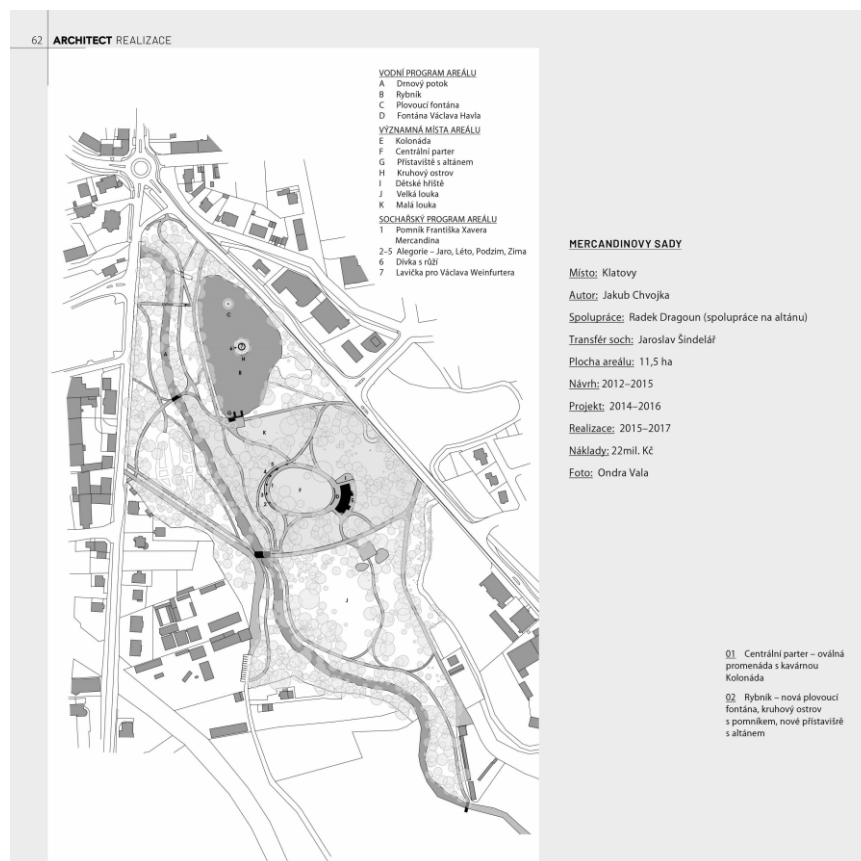 62 ARCHITECT REALIZACE
VODNÍ PROGRAM AREÁLU
A Drnový potok
B Rybník
C Plovoucí fontána
D Fontána Václava Havla
VÝZNAMNÁ MÍSTA AREÁLU
E Kolonáda
F Centrální parter
G Přístaviště s altánem
H Kruhový ostrov
I Dětské hřiště
J Velká louka
K Malá louka
SOCHAŘSKÝ PROGRAM AREÁLU
1 Pomník Františka Xavera
Mercandina
2–5 Alegorie – Jaro, Léto, Podzim, Zima
6 Dívka s růží
7 Lavička pro Václava Weinfurtera
MERCANDINOVY SADY
Místo: Klatovy
Autor: Jakub Chvojka
Spolupráce: Radek Dragoun (spolupráce na altánu)
Transfér soch: Jaroslav Šindelář
Plocha areálu: 11,5 ha
Návrh: 2012–2015
Projekt: 2014–2016
Realizace: 2015–2017
Náklady: 22mil. Kč
Foto: Ondra Vala
01 Centrální parter – oválná
promenáda s kavárnou
Kolonáda
02 Rybník – nová plovoucí
fontána, kruhový ostrov
s pomníkem, nové přístaviště
s altánem
C
A
H
B
G
K
F
D
J